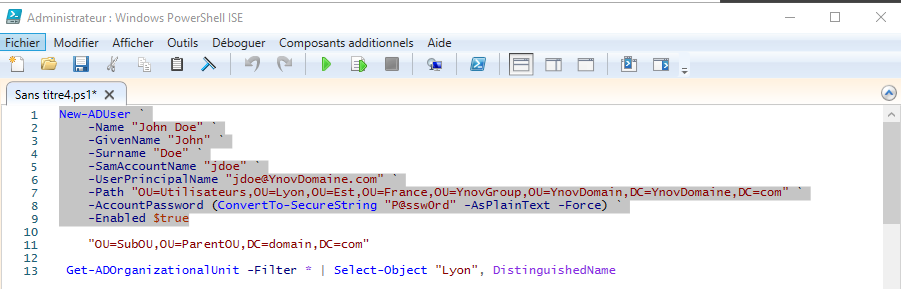 Administrateur : Windows PowerShell ISE
Fichier Modifier Afficher Outils Déboguer Composants additionnels Aide
Sans titre4.ps1*
1 New-ADUser `
2 -Name "John Doe" `
3 -GivenName "John" `
4 -Surname "Doe" `
5 -SamAccountName "jdoe" `
6 -UserPrincipalName "jdoe@YnovDomaine.com" `
7 -Path "OU=Utilisateurs,OU=Lyon,OU=Est,OU=France,OU=YnovGroup,OU=YnovDomain,DC=YnovDomaine,DC=com" `
8 -AccountPassword (ConvertTo-SecureString "P@ssw0rd" -AsPlainText -Force) `
9 -Enabled $true
10
11 "OU=SubOU,OU=ParentOU,DC=domain,DC=com"
12
13 Get-ADOrganizationalUnit -Filter * | Select-Object "Lyon", DistinguishedName